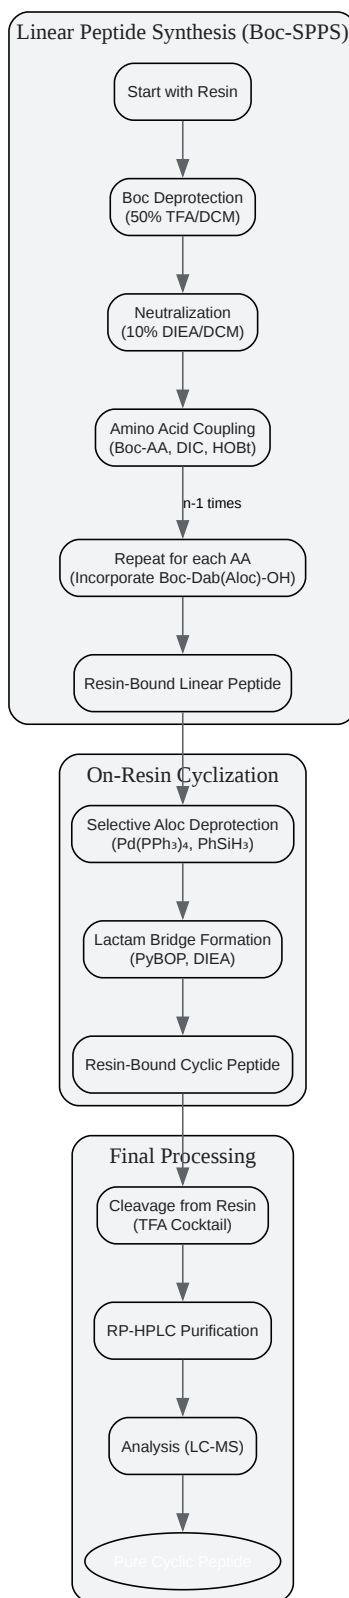 Linear Peptide Synthesis (Boc-SPPS)
Start with Resin
Boc Deprotection
(50% TFA/DCM)
Neutralization
(10% DIEA/DCM)
Amino Acid Coupling
(Boc-AA, DIC, HOBt)
n-1 times
Repeat for each AA
(Incorporate Boc-Dab(Aloc)-OH)
Resin-Bound Linear Peptide
On-Resin Cyclization
Selective Aloc Deprotection
(Pd(PPh₃)₄, PhSiH₃)
Lactam Bridge Formation
(PyBOP, DIEA)
Resin-Bound Cyclic Peptide
Final Processing
Cleavage from Resin
(TFA Cocktail)
RP-HPLC Purification
Analysis (LC-MS)
Pure Cyclic Peptide